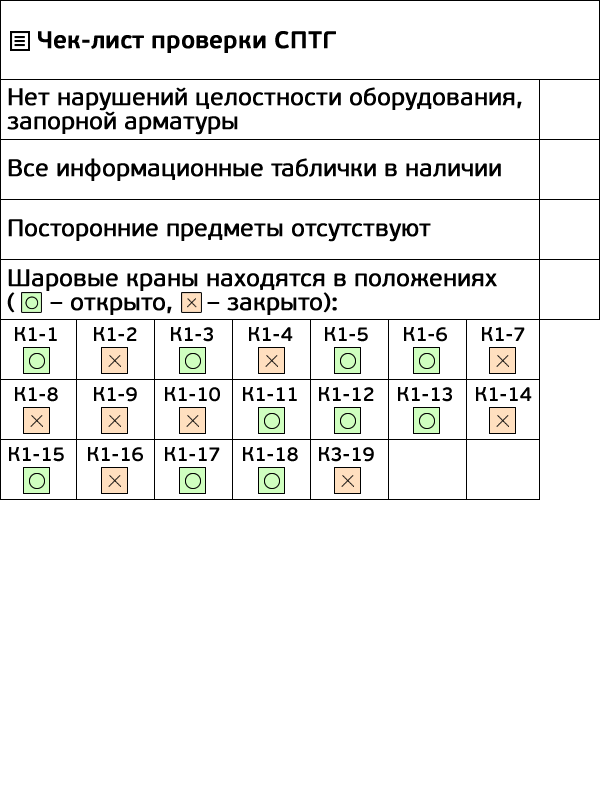 Чек-лист проверки СПТГ
Нет нарушений целостности оборудования,
запорной арматуры
Все информационные таблички в наличии
Посторонние предметы отсутствуют
Шаровые краны находятся в положениях
( – открыто, – закрыто):
К1-1 К1-2 К1-3 К1-4 К1-5 К1-6 К1-7
К1-8 К1-9 К1-10 К1-11 К1-12 К1-13 К1-14
К1-15 К1-16 К1-17 К1-18 К3-19